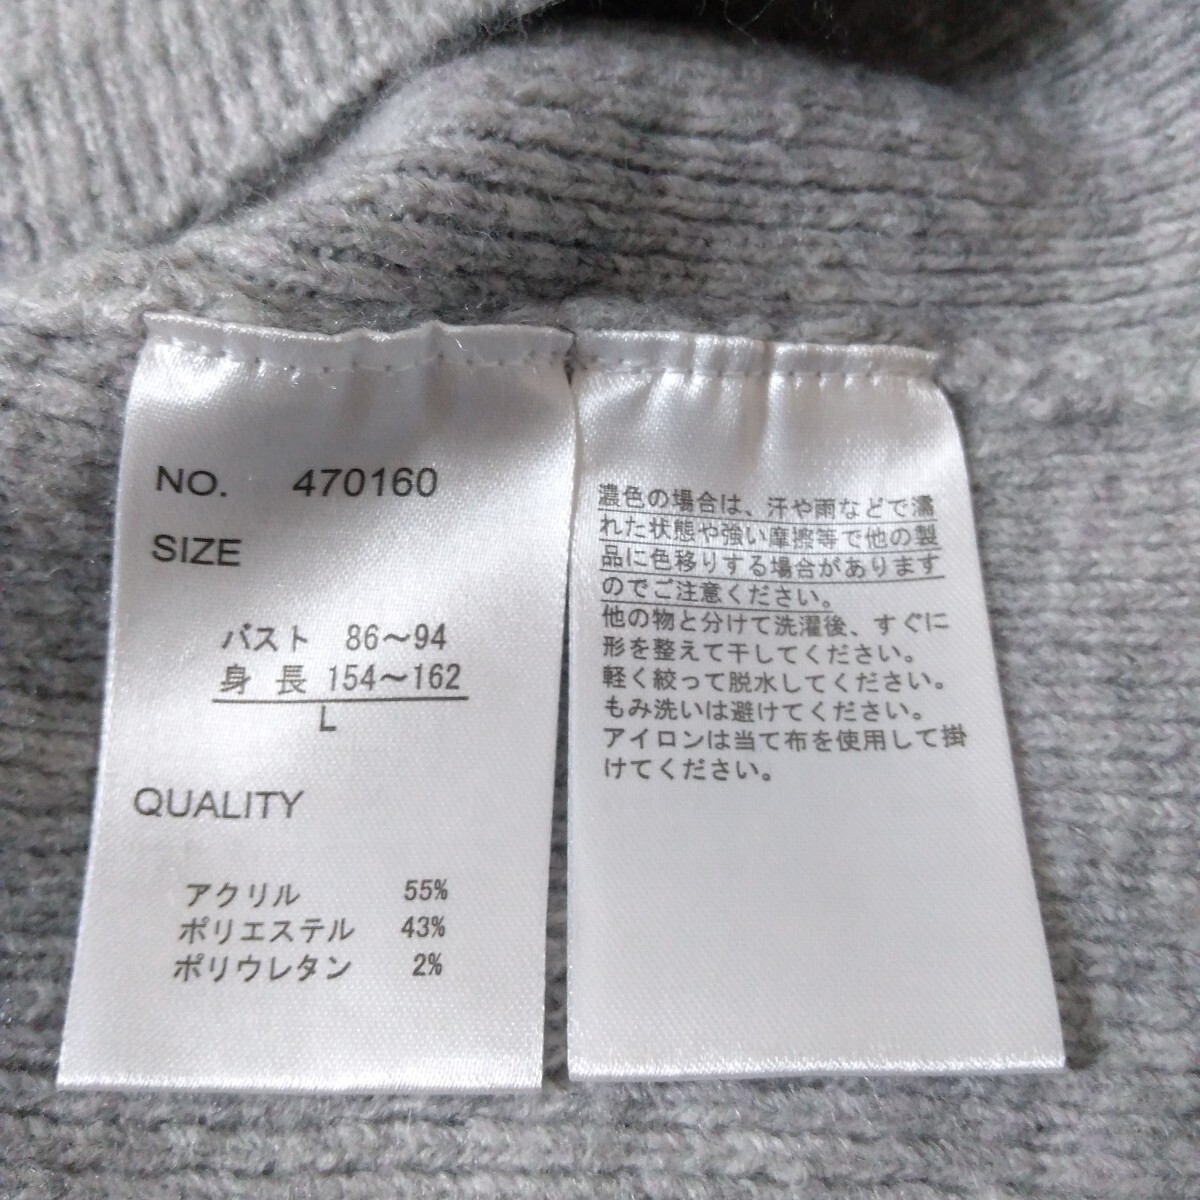 NO. 470160
SIZE
バスト 86～94
身 長 154～162
L
QUALITY
アクリル 55%
ポリエステル 43%
ポリウレタン 2%
濃色の場合は、汗や雨などで濡
れた状態や強い摩擦等で他の製
品に色移りする場合があります
のでご注意ください。
他の物と分けて洗濯後、すぐに
形を整えて干してください。
軽く絞って脱水してください。
もみ洗いは避けてください。
アイロンは当て布を使用して掛
けてください。